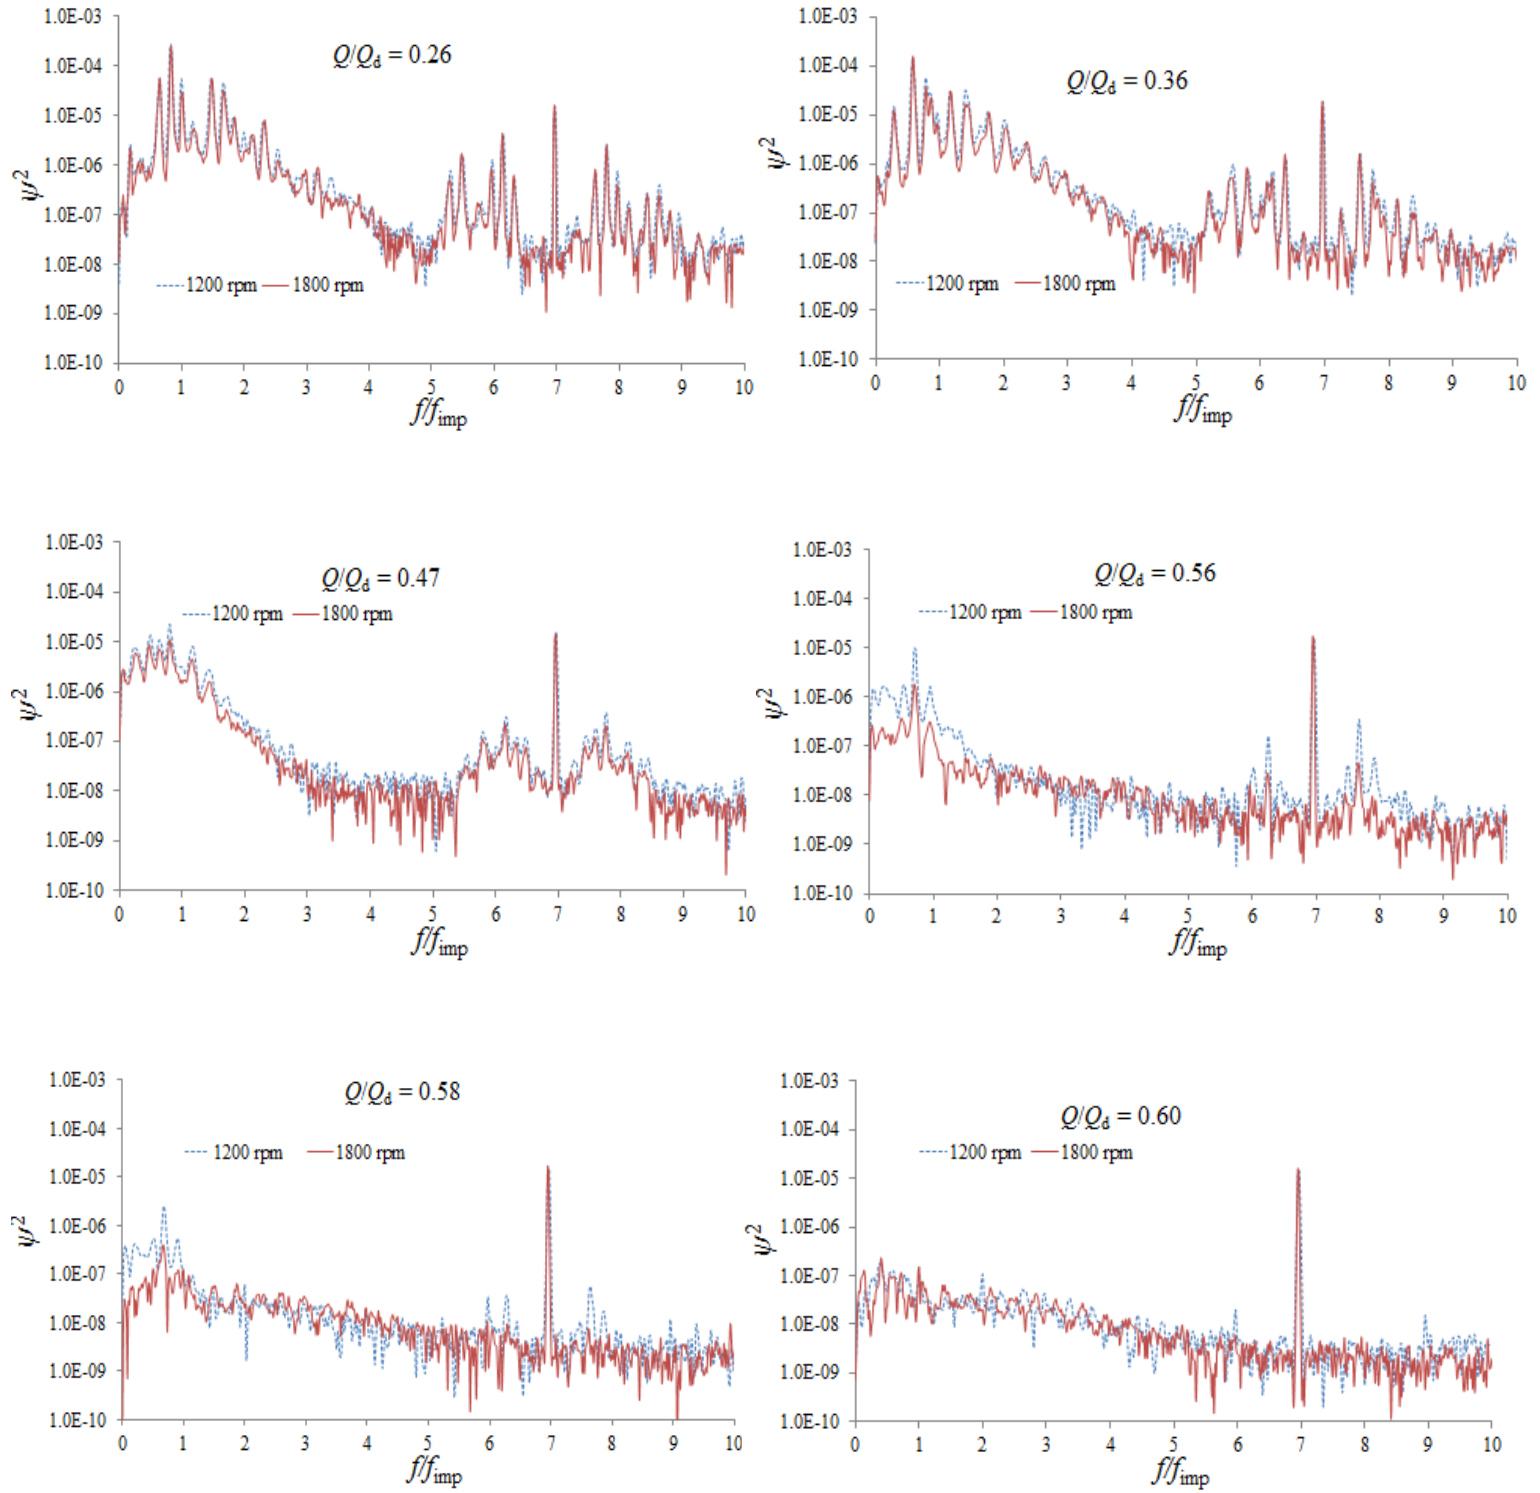 1.0E-03
Q/Qd = 0.26
1.0E-04
1.0E-05
1.0E-06
ψ²
1.0E-07
1.0E-08
1200 rpm 1800 rpm
1.0E-09
1.0E-10
0 1 2 3 4 5 6 7 8 9 10
f/fimp
1.0E-03
Q/Qd = 0.36
1.0E-04
1.0E-05
1.0E-06
ψ²
1.0E-07
1.0E-08
1200 rpm 1800 rpm
1.0E-09
1.0E-10
0 1 2 3 4 5 6 7 8 9 10
f/fimp
1.0E-03
Q/Qd = 0.47
1.0E-04
1200 rpm 1800 rpm
1.0E-05
1.0E-06
ψ²
1.0E-07
1.0E-08
1.0E-09
1.0E-10
0 1 2 3 4 5 6 7 8 9 10
f/fimp
1.0E-03
Q/Qd = 0.56
1.0E-04
1200 rpm 1800 rpm
1.0E-05
1.0E-06
ψ²
1.0E-07
1.0E-08
1.0E-09
1.0E-10
0 1 2 3 4 5 6 7 8 9 10
f/fimp
1.0E-03
Q/Qd = 0.58
1.0E-04
1200 rpm 1800 rpm
1.0E-05
1.0E-06
ψ²
1.0E-07
1.0E-08
1.0E-09
1.0E-10
0 1 2 3 4 5 6 7 8 9 10
f/fimp
1.0E-03
Q/Qd = 0.60
1.0E-04
1200 rpm 1800 rpm
1.0E-05
1.0E-06
ψ²
1.0E-07
1.0E-08
1.0E-09
1.0E-10
0 1 2 3 4 5 6 7 8 9 10
f/fimp